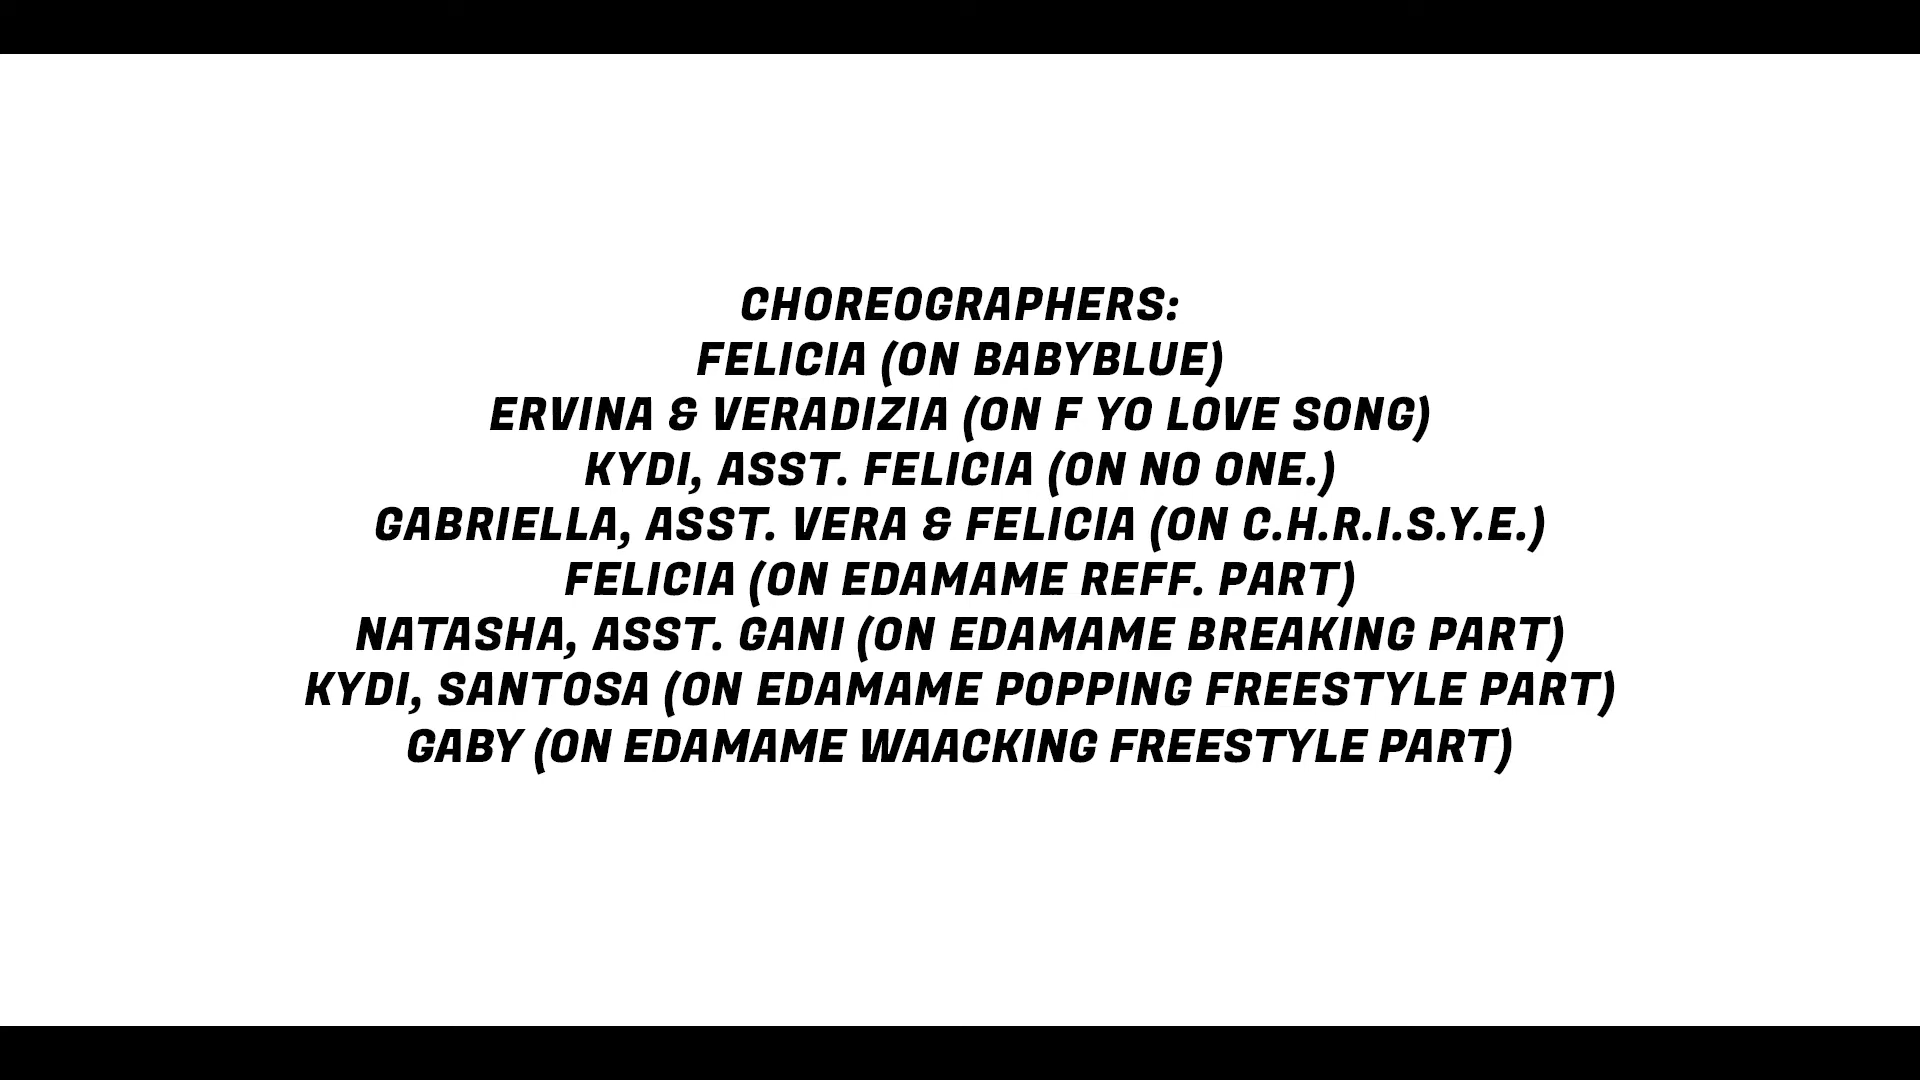 CHOREOGRAPHERS:
FELICIA (ON BABYBLUE)
ERVINA & VERADIZIA (ON F YO LOVE SONG)
KYDI, ASST. FELICIA (ON NO ONE.)
GABRIELLA, ASST. VERA & FELICIA (ON C.H.R.I.S.Y.E.)
FELICIA (ON EDAMAME REFF. PART)
NATASHA, ASST. GANI (ON EDAMAME BREAKING PART)
KYDI, SANTOSA (ON EDAMAME POPPING FREESTYLE PART)
GABY (ON EDAMAME WAACKING FREESTYLE PART)